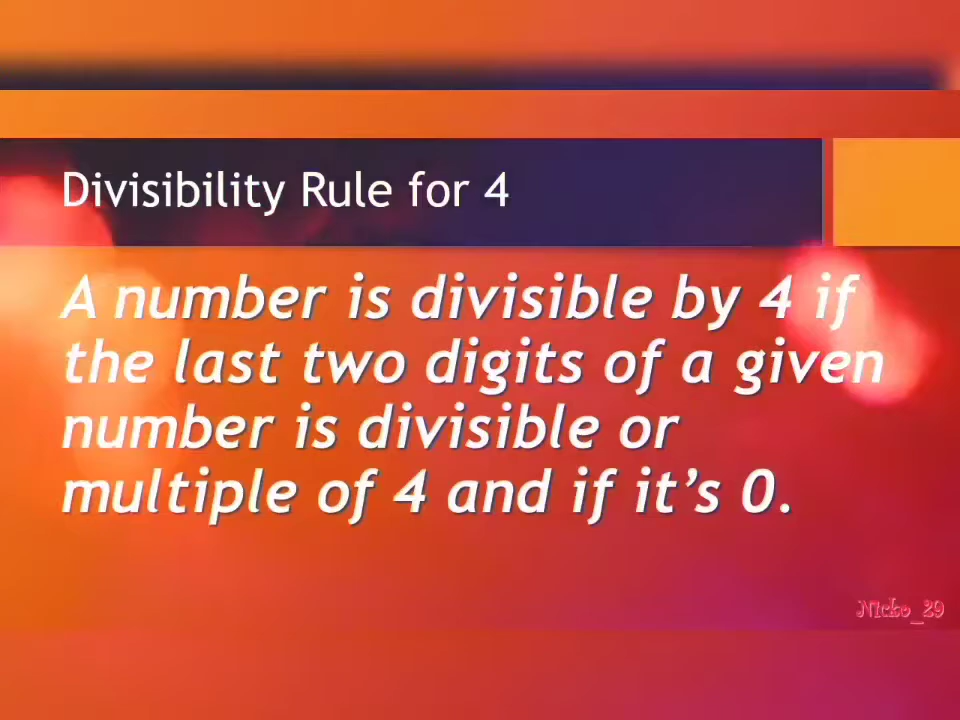 Divisibility Rule for 4
A number is divisible by 4 if
the last two digits of a given
number is divisible or
multiple of 4 and if it’s 0.
Nicko_29